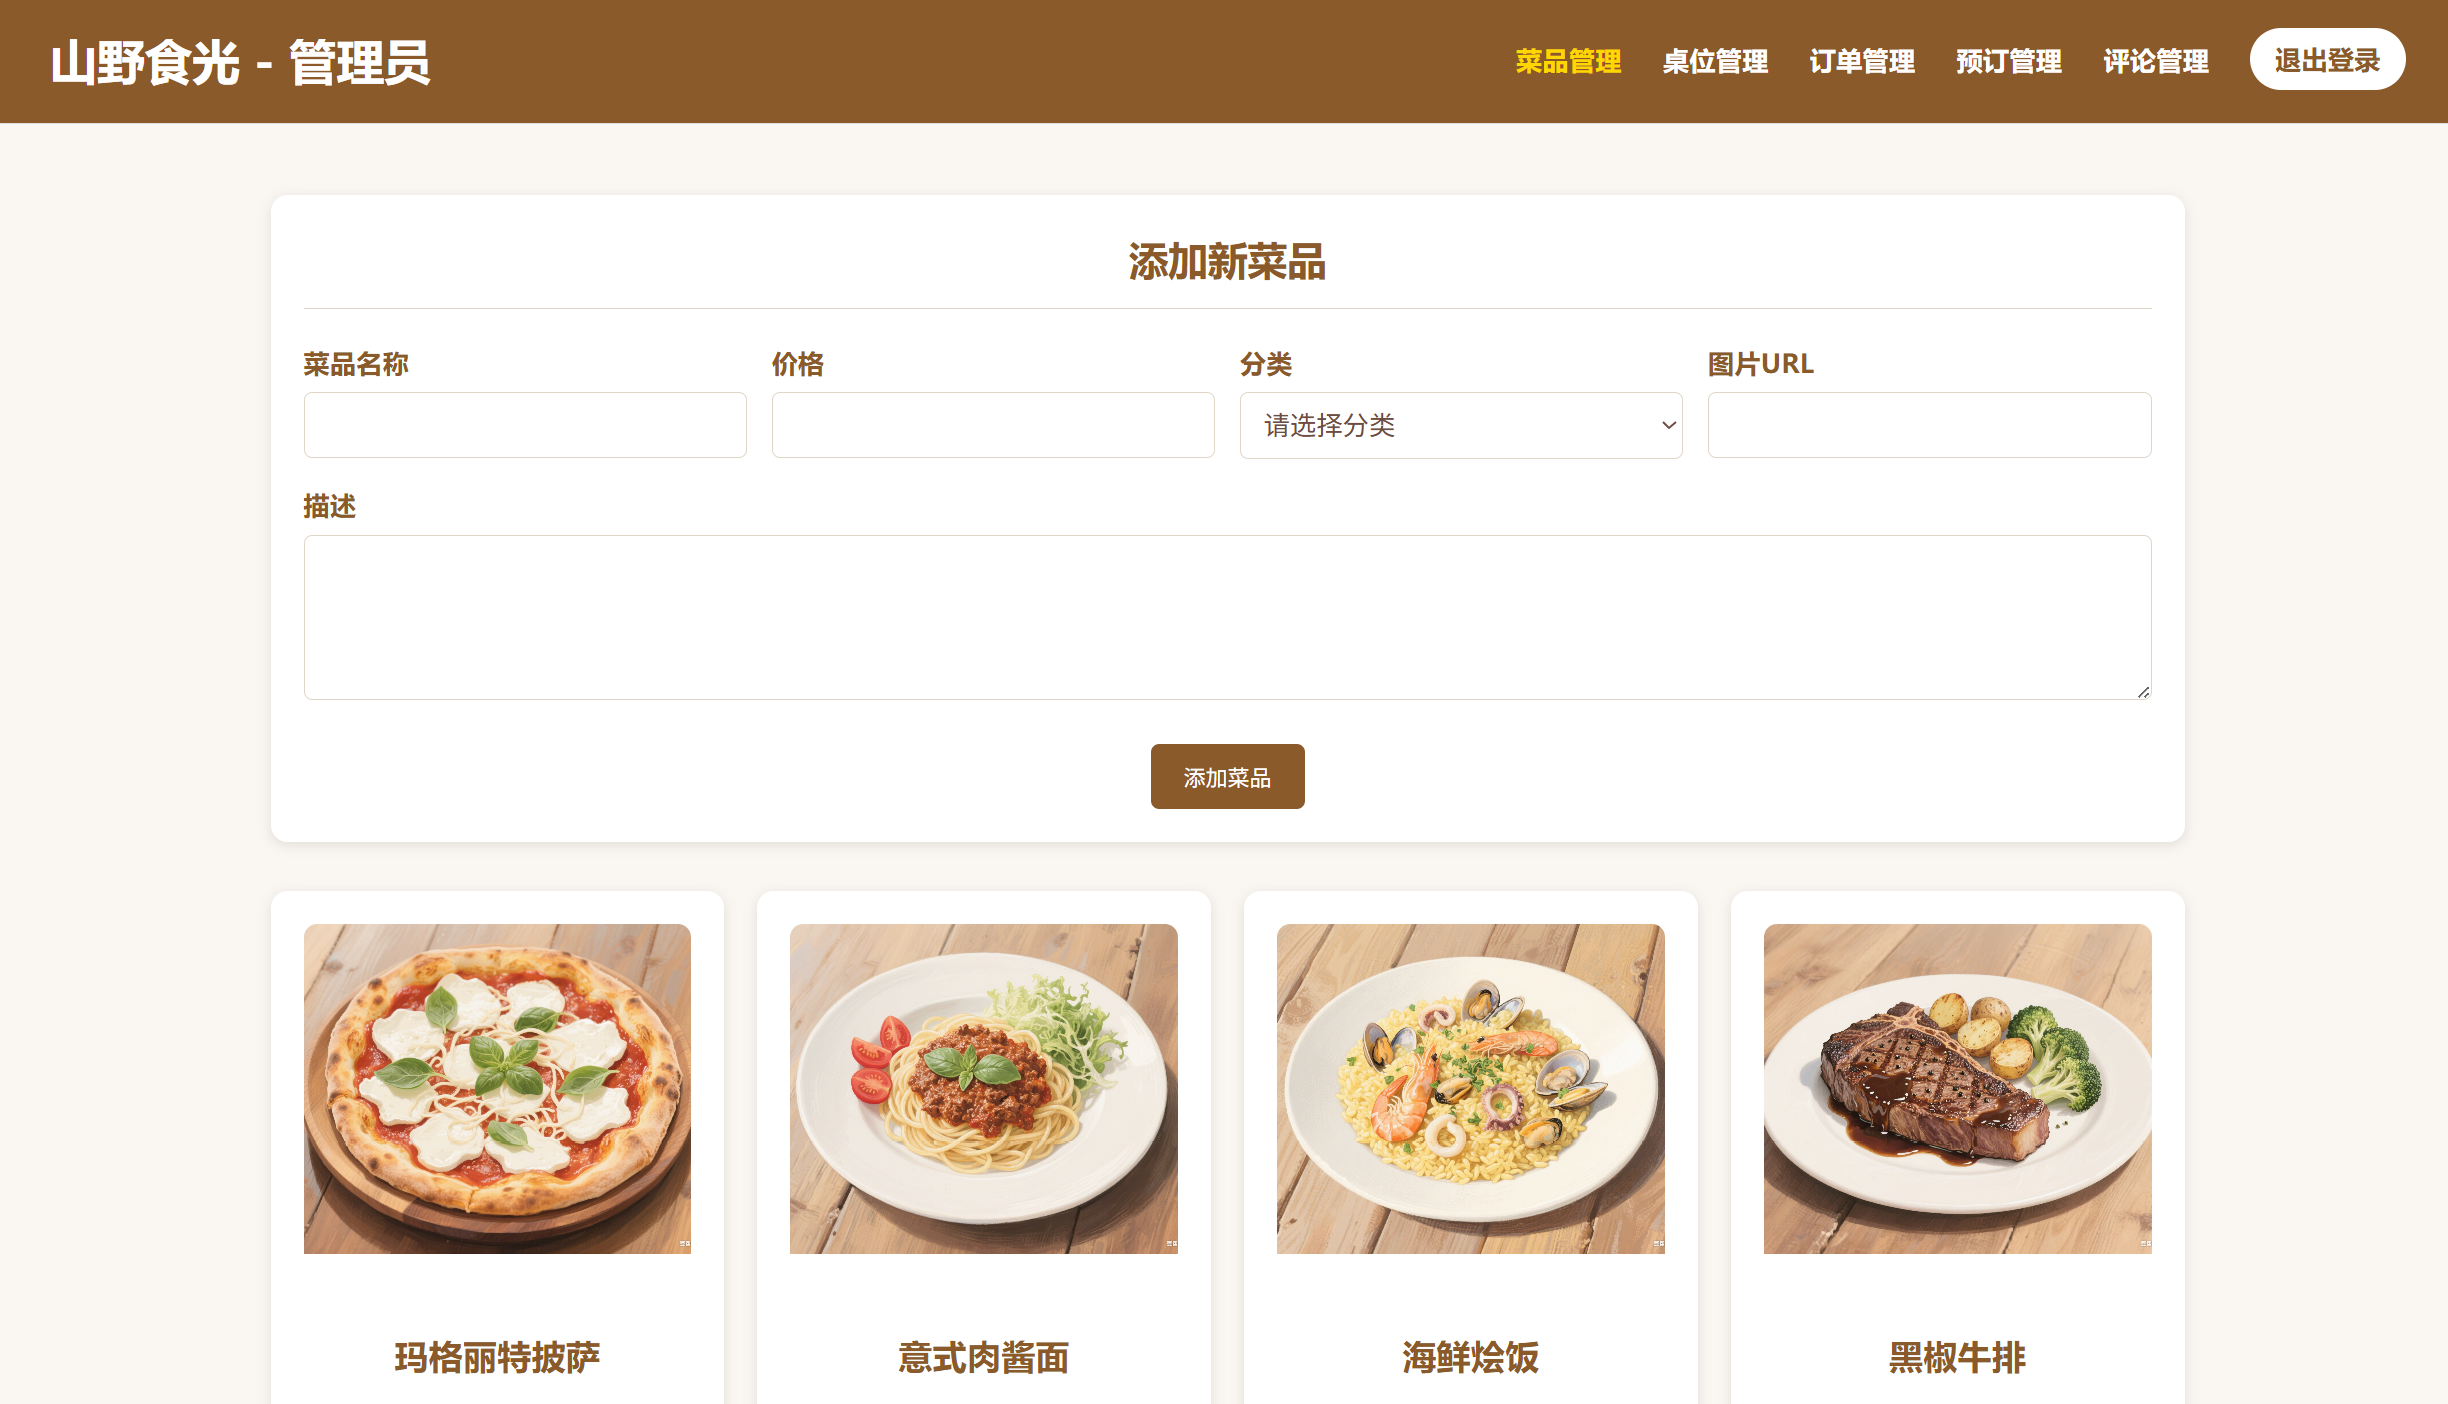 山野食光 - 管理员
菜品管理 桌位管理 订单管理 预订管理 评论管理 退出登录
添加新菜品
菜品名称 价格 分类 图片URL
请选择分类
描述
添加菜品
玛格丽特披萨 意式肉酱面 海鲜烩饭 黑椒牛排